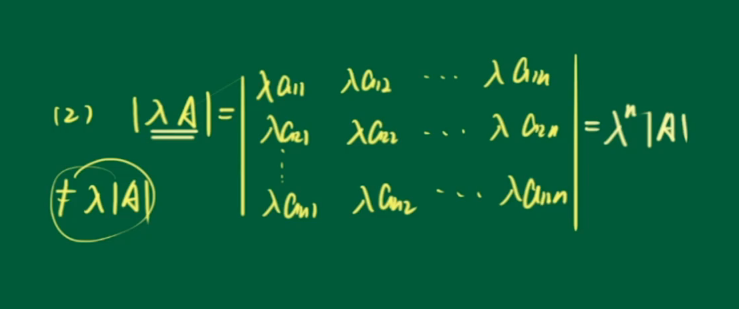 (2) |λA| = | λa11 λa12 ··· λa1n |
| λa21 λa22 ··· λa2n | = λⁿ|A|
⋮
≠ λ|A| | λan1 λan2 ··· λann |